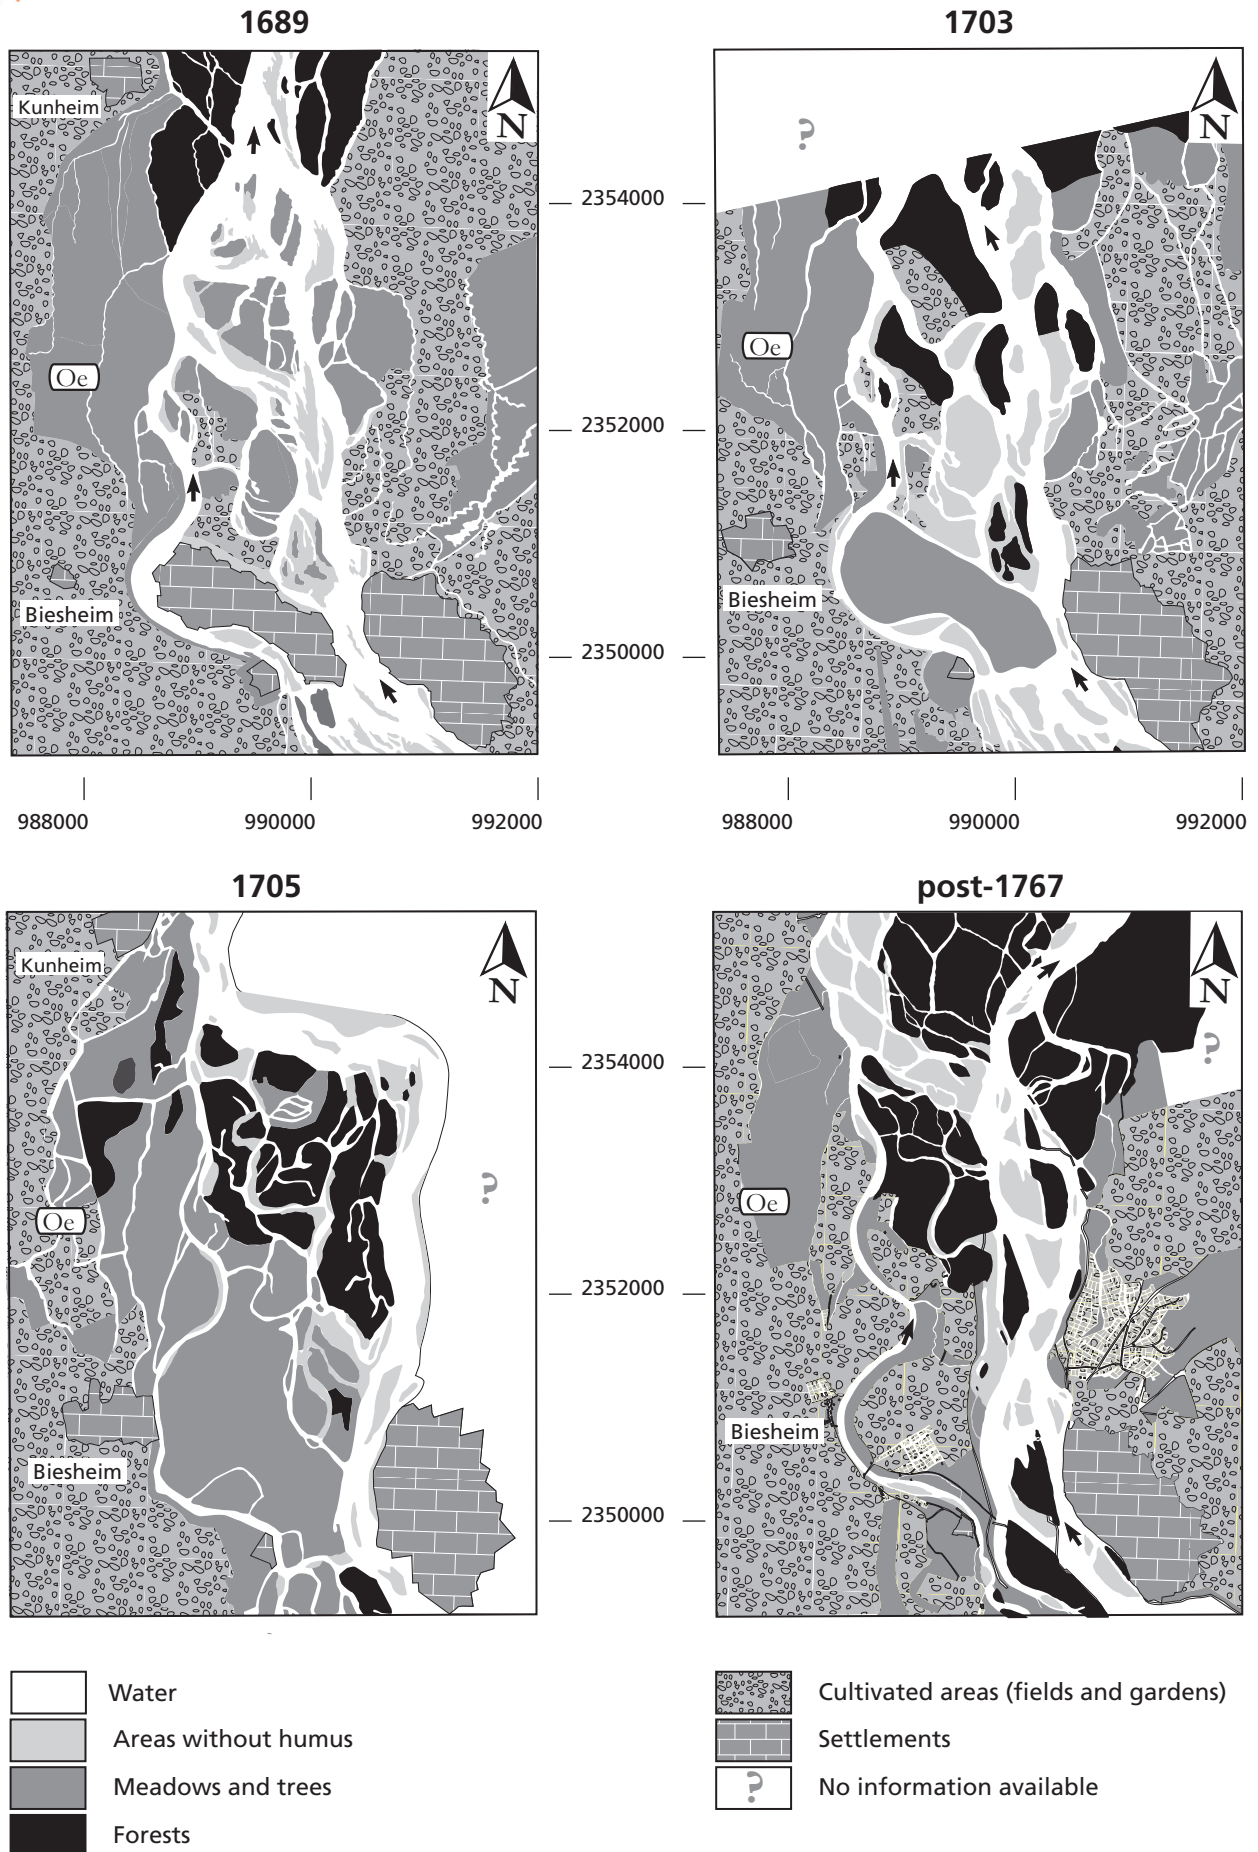 1689
1703
Kunheim
N
?
N
2354000
Oe
Oe
2352000
Biesheim
Biesheim
2350000
988000
990000
992000
988000
990000
992000
1705
post-1767
Kunheim
N
N
2354000
?
?
Oe
Oe
2352000
Biesheim
Biesheim
2350000
Water
Areas without humus
Meadows and trees
Forests
Cultivated areas (fields and gardens)
Settlements
? No information available